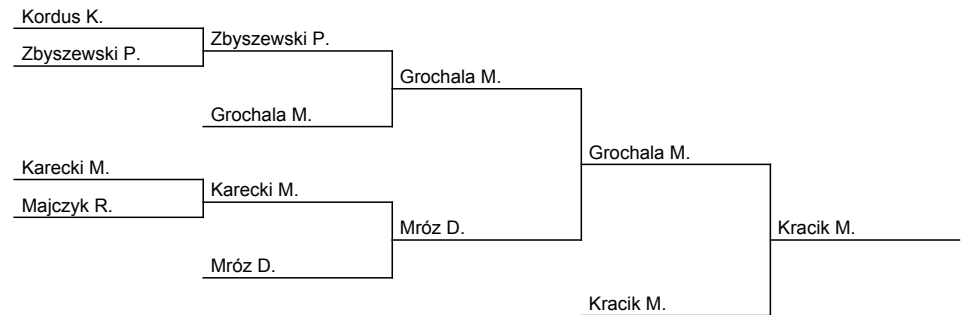 Kordus K.
Zbyszewski P.
Zbyszewski P.
Grochala M.
Grochala M.
Grochala M.
Karecki M.
Karecki M.
Majczyk R.
Mróz D.
Kracik M.
Mróz D.
Kracik M.